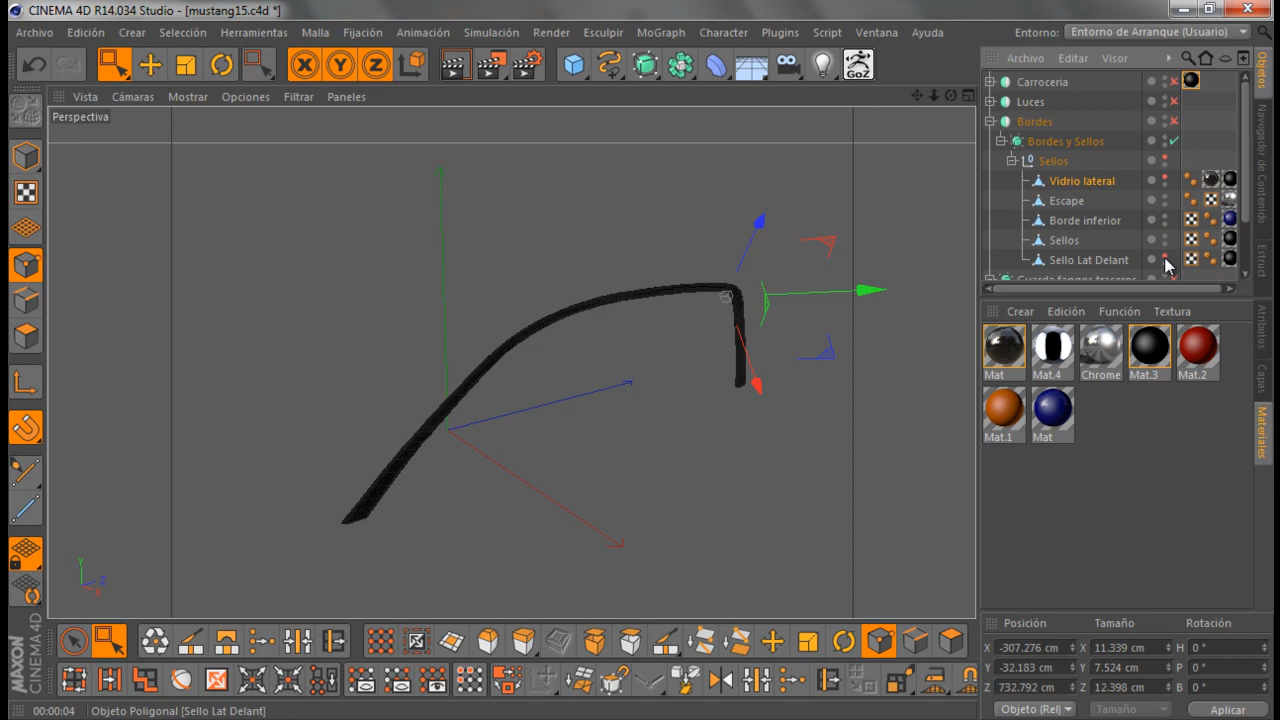 CINEMA 4D R14.034 Studio - [mustang15.c4d *]
Archivo Edición Crear Selección Herramientas Malla Fijación Animación Simulación Render Esculpir MoGraph Character Plugins Script Ventana Ayuda Entorno: Entorno de Arranque (Usuario)
X Y Z GoZ
Vista Cámaras Mostrar Opciones Filtrar Paneles
Archivo Editar Visor
Perspectiva
Carroceria
Luces
Bordes
Bordes y Sellos
Sellos
Vidrio lateral
Escape
Borde inferior
Sellos
Sello Lat Delant
Guarda fangos traseros
Objetos
Navegador de Contenido
Estruct
Atributos
Capas
Materiales
Crear Edición Función Textura
Mat Mat.4 Chrome Mat.3 Mat.2
Mat.1 Mat
Y Z
Posición Tamaño Rotación
X -307.276 cm X 11.339 cm H 0 °
Y -32.183 cm Y 7.524 cm P 0 °
Z 732.792 cm Z 12.398 cm B 0 °
Objeto (Rel) Tamaño Aplicar
MAXON
CINEMA 4D
00:00:04 Objeto Poligonal [Sello Lat Delant]